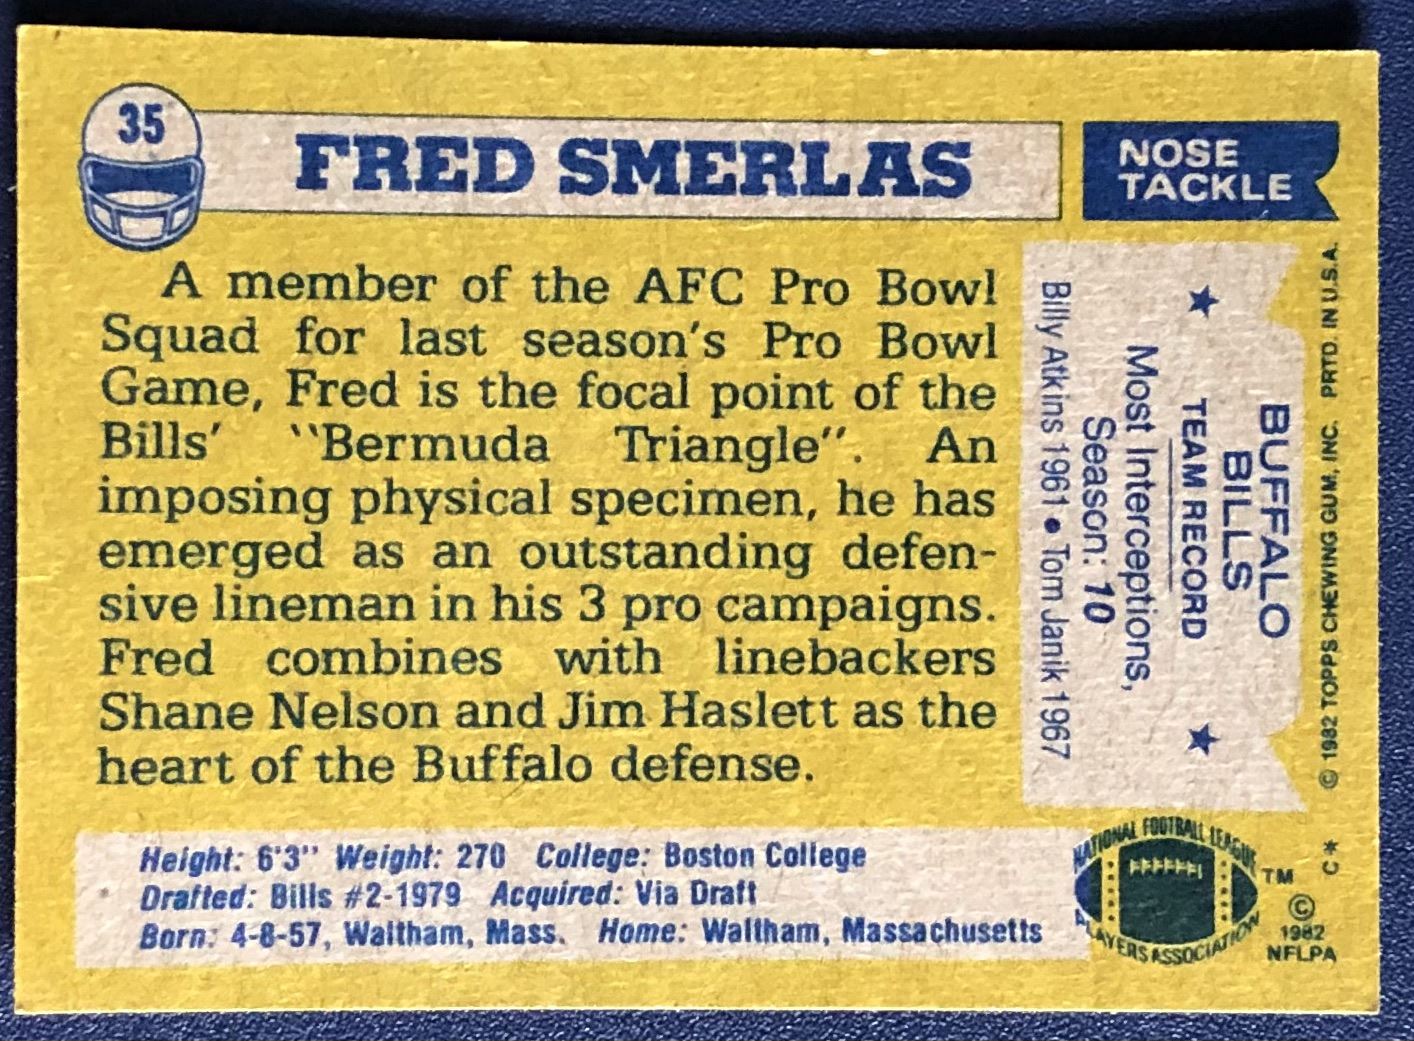 35
FRED SMERLAS
NOSE
TACKLE
A member of the AFC Pro Bowl
Squad for last season's Pro Bowl
Game, Fred is the focal point of the
Bills' "Bermuda Triangle". An
imposing physical specimen, he has
emerged as an outstanding defen-
sive lineman in his 3 pro campaigns.
Fred combines with linebackers
Shane Nelson and Jim Haslett as the
heart of the Buffalo defense.
BUFFALO
BILLS
★ TEAM RECORD ★
Most Interceptions,
Season: 10
Billy Atkins 1961 • Tom Janik 1967
© 1982 TOPPS CHEWING GUM, INC. PRTD. IN U.S.A.
C*
Height: 6'3" Weight: 270 College: Boston College
Drafted: Bills #2-1979 Acquired: Via Draft
Born: 4-8-57, Waltham, Mass. Home: Waltham, Massachusetts
NATIONAL FOOTBALL LEAGUE
PLAYERS ASSOCIATION
TM
©
1982
NFLPA